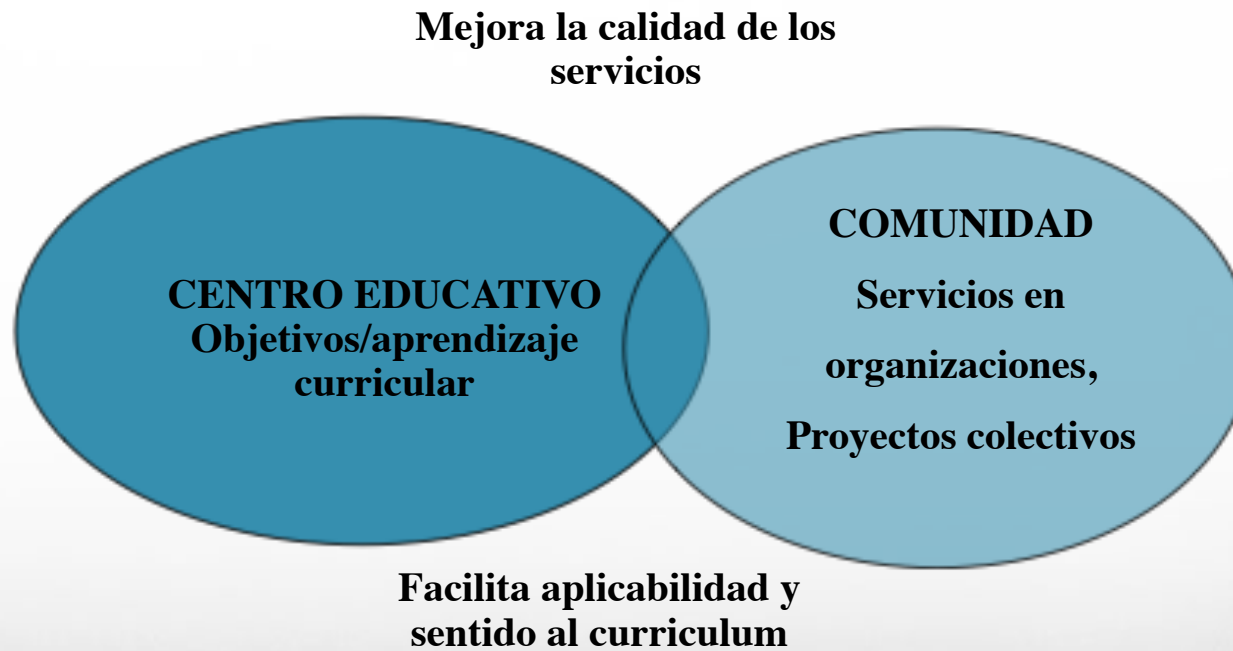 Mejora la calidad de los
servicios
CENTRO EDUCATIVO
Objetivos/aprendizaje
curricular
COMUNIDAD
Servicios en
organizaciones,
Proyectos colectivos
Facilita aplicabilidad y
sentido al curriculum